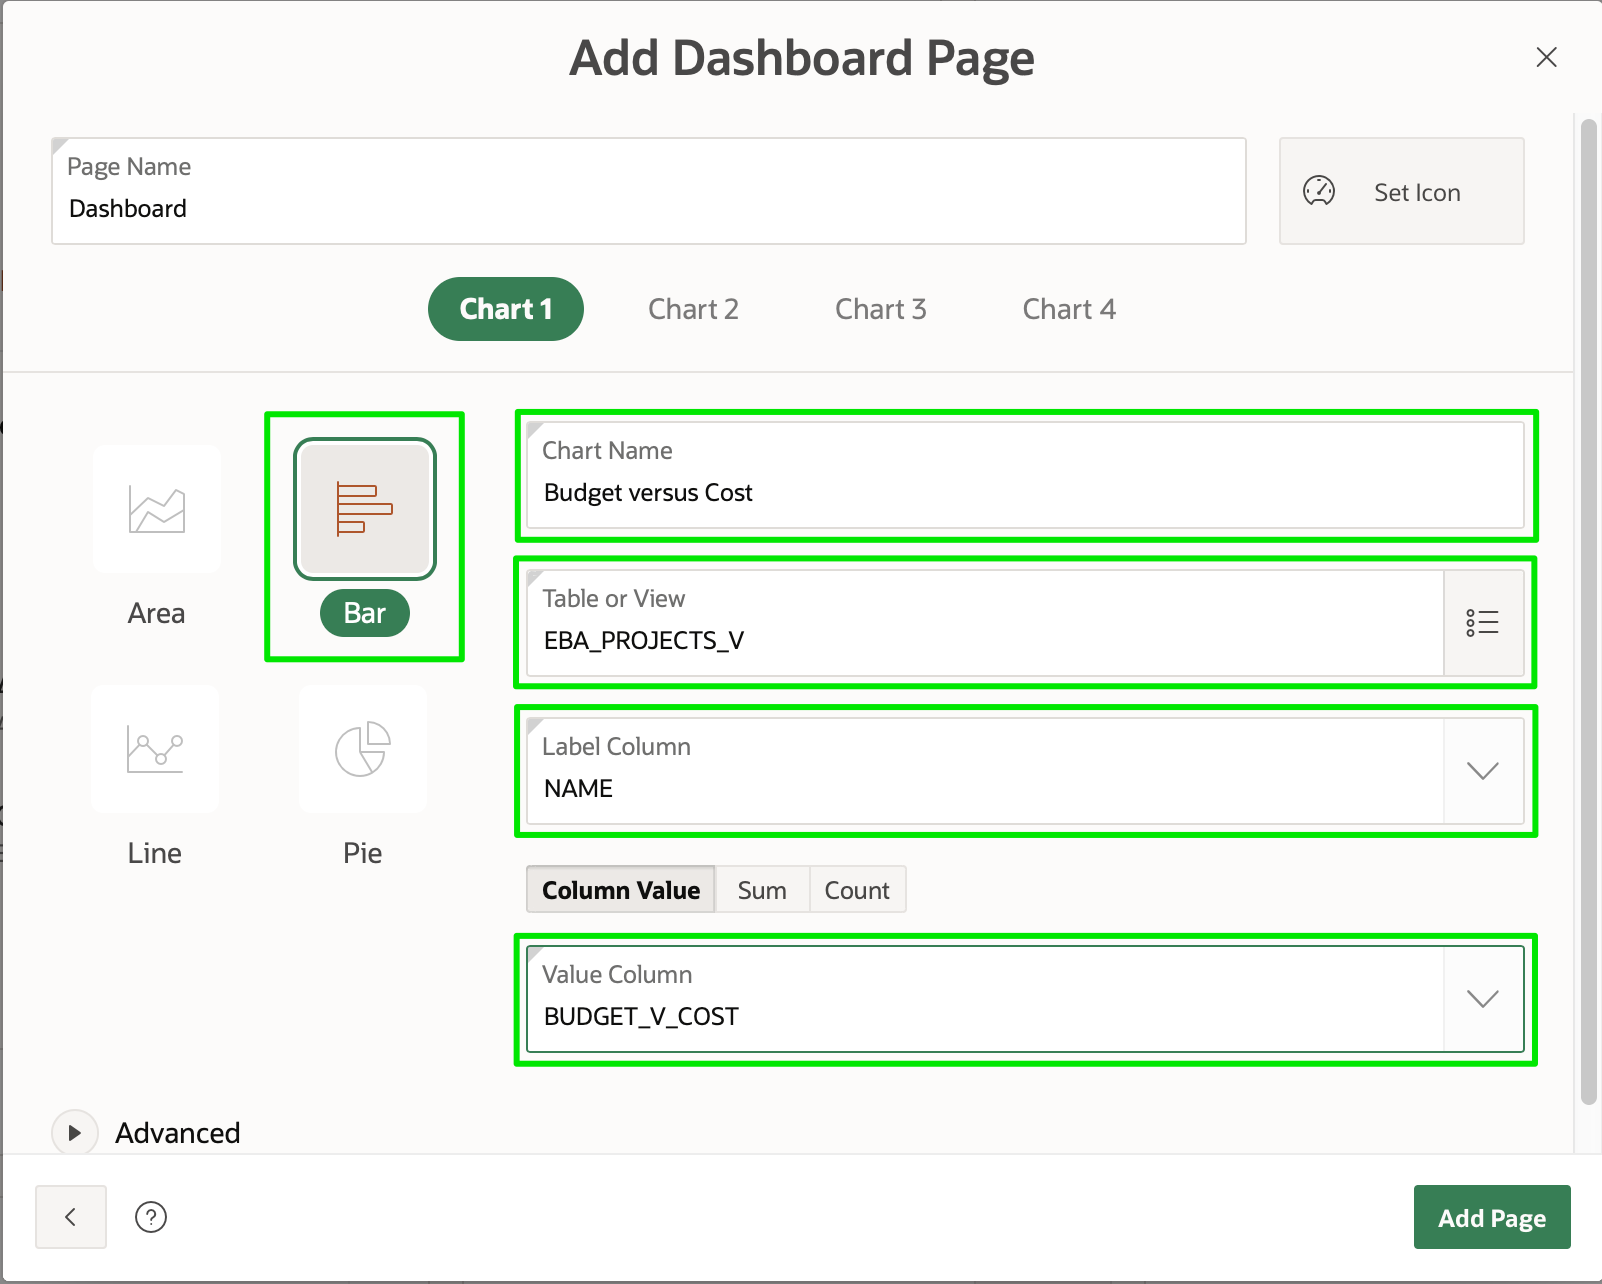 Add Dashboard Page
Page Name
Dashboard
Set Icon
Chart 1
Chart 2
Chart 3
Chart 4
Area
Bar
Line
Pie
Chart Name
Budget versus Cost
Table or View
EBA_PROJECTS_V
Label Column
NAME
Column Value
Sum
Count
Value Column
BUDGET_V_COST
Advanced
?
Add Page